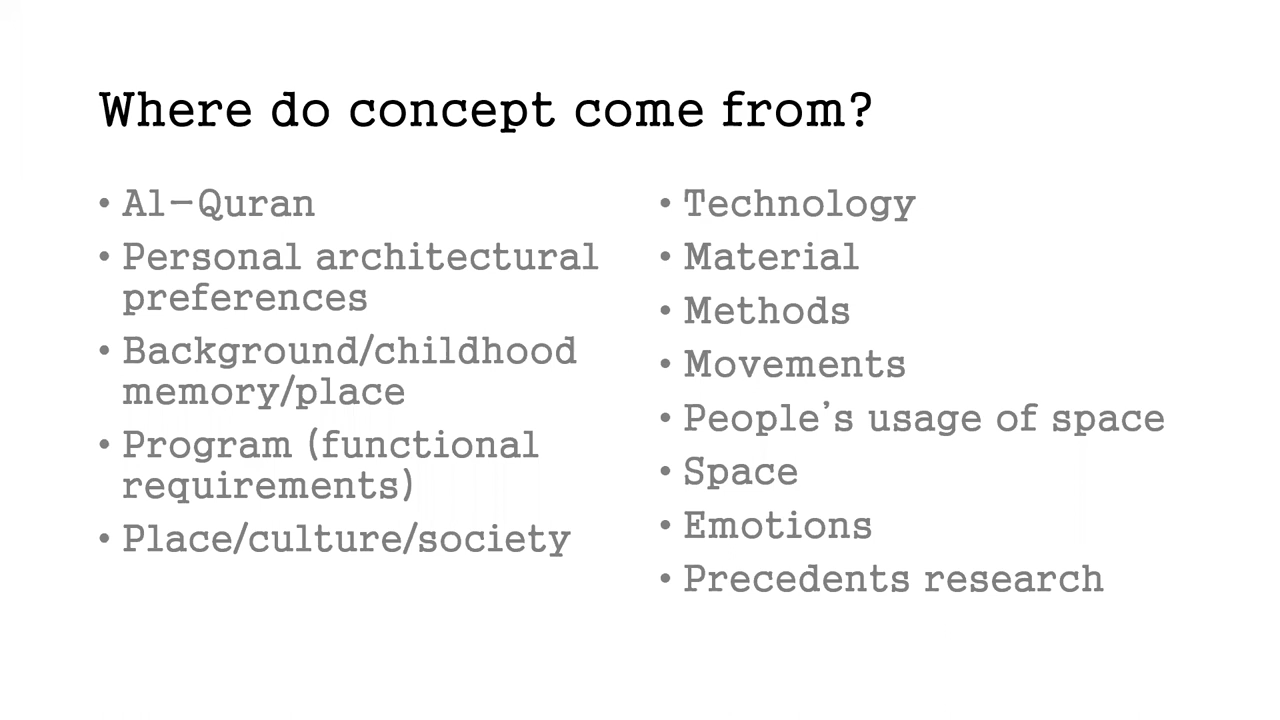 Where do concept come from?
• Al-Quran
• Personal architectural
preferences
• Background/childhood
memory/place
• Program (functional
requirements)
• Place/culture/society
• Technology
• Material
• Methods
• Movements
• People’s usage of space
• Space
• Emotions
• Precedents research